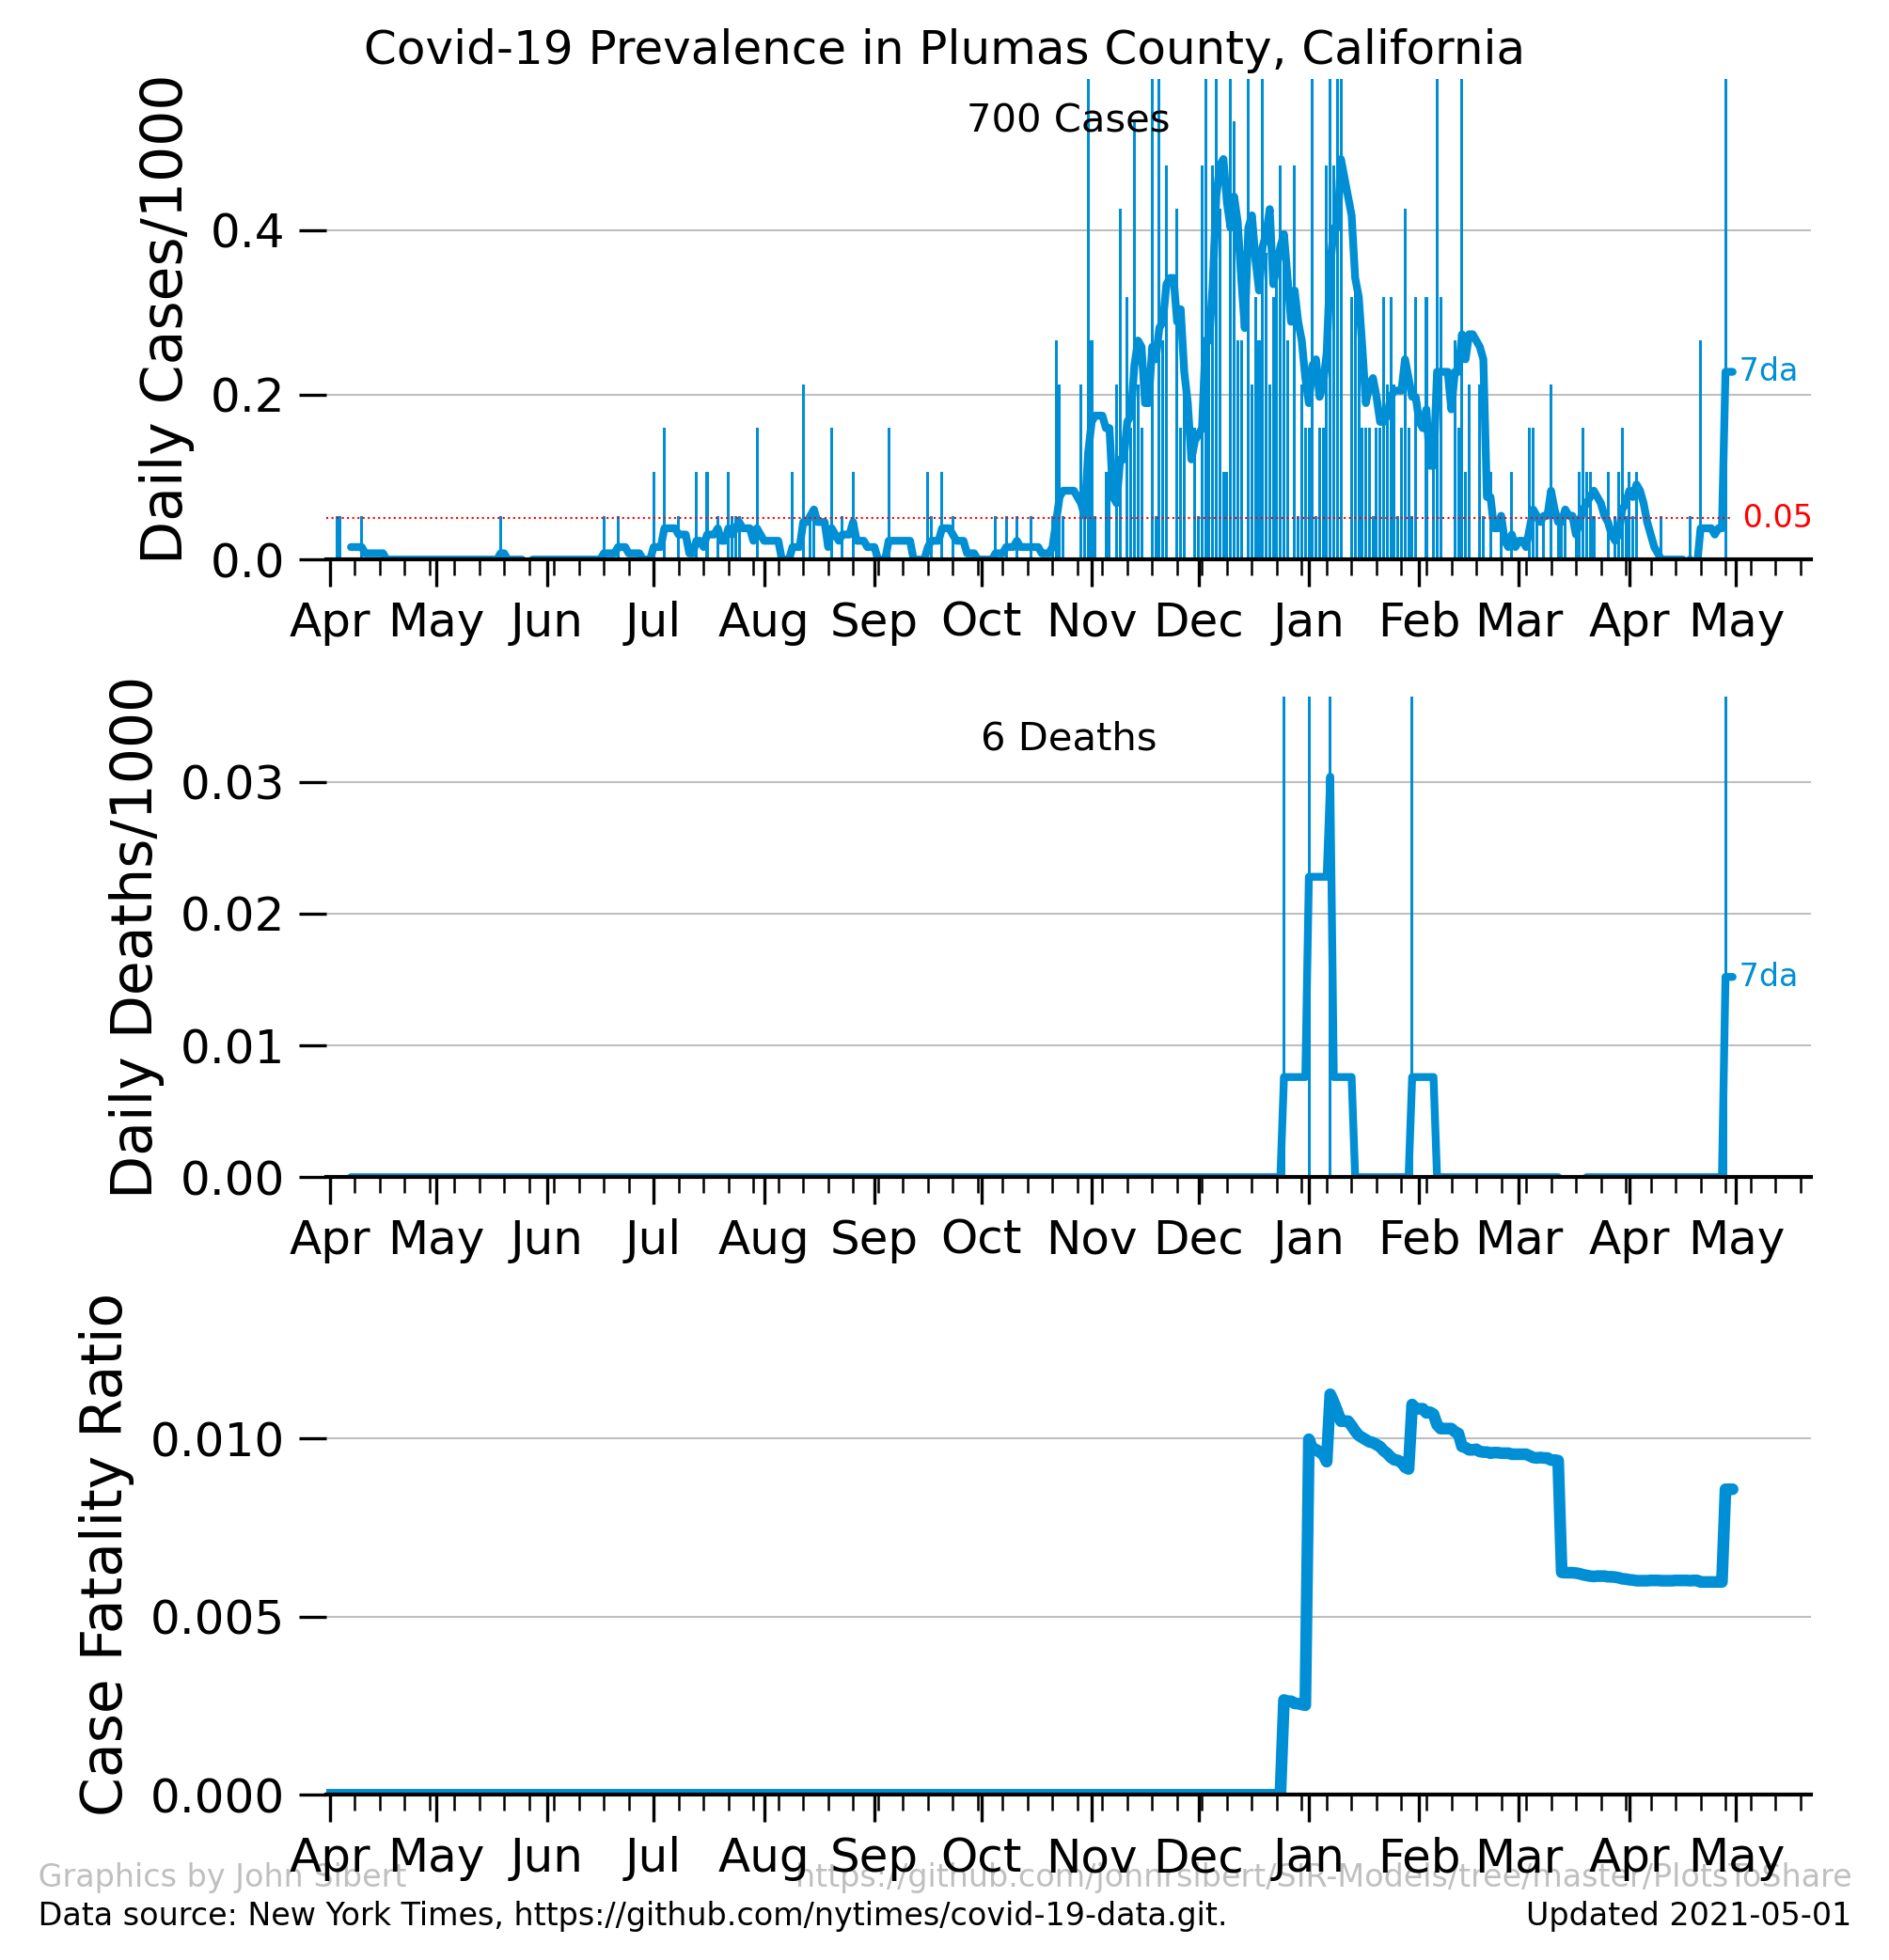 Covid-19 Prevalence in Plumas County, California
Daily Cases/1000
700 Cases
0.4
0.2
0.0
7da
0.05
Apr May Jun Jul Aug Sep Oct Nov Dec Jan Feb Mar Apr May
Daily Deaths/1000
6 Deaths
0.03
0.02
0.01
0.00
7da
Apr May Jun Jul Aug Sep Oct Nov Dec Jan Feb Mar Apr May
Case Fatality Ratio
0.010
0.005
0.000
Apr May Jun Jul Aug Sep Oct Nov Dec Jan Feb Mar Apr May
Graphics by John Sibert https://github.com/johnrsibert/SIR-Models/tree/master/PlotsToShare
Data source: New York Times, https://github.com/nytimes/covid-19-data.git. Updated 2021-05-01